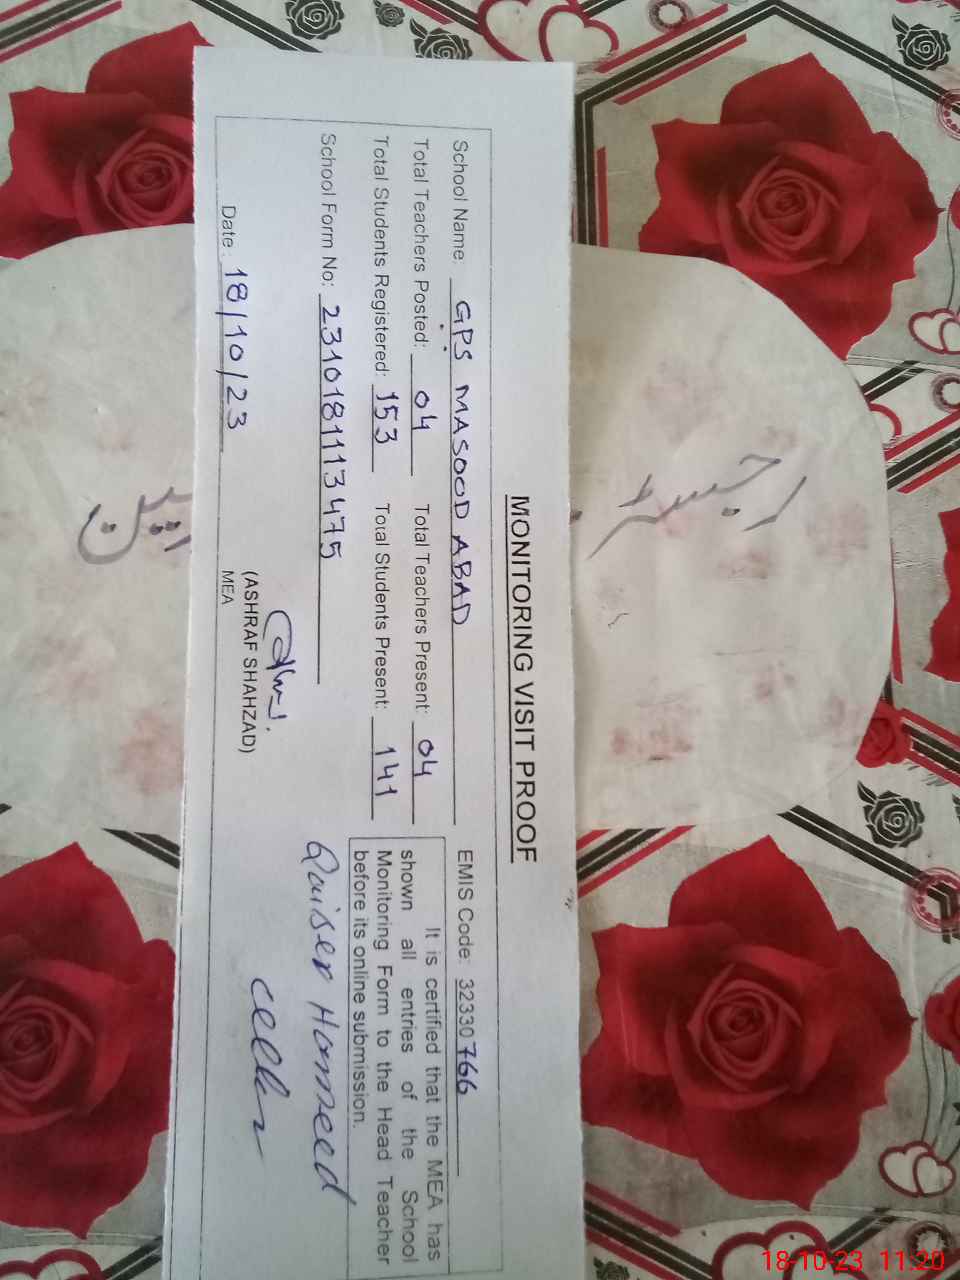 MONITORING VISIT PROOF
School Name: GPS MASOOD ABAD EMIS Code: 32330766
Total Teachers Posted: 04 Total Teachers Present: 04
Total Students Registered: 153 Total Students Present: 141
School Form No: 2310181113475
It is certified that the MEA has
shown all entries of the School
Monitoring Form to the Head Teacher
before its online submission.
Date: 18/10/23
(ASHRAF SHAHZAD)
MEA
Qaiser Hameed
رجسٹر
18-10-23 11:20